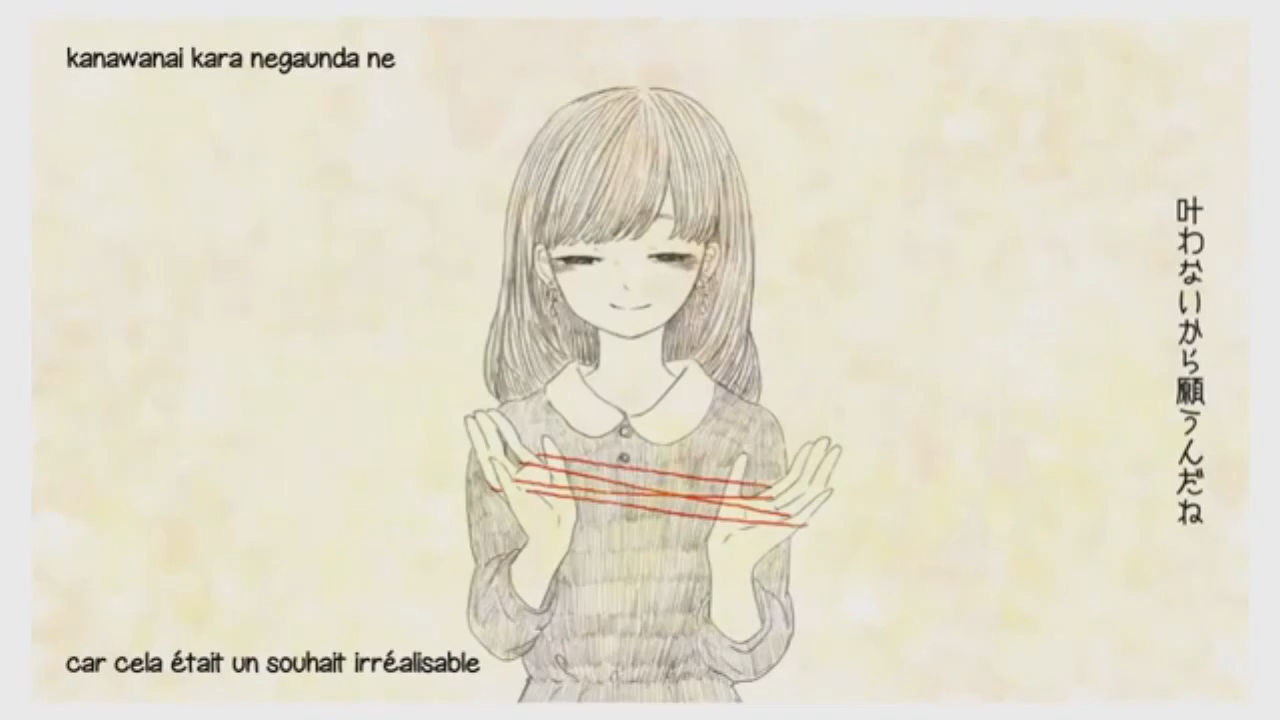 kanawanai kara negaunda ne
叶わないから願うんだね
car cela était un souhait irréalisable